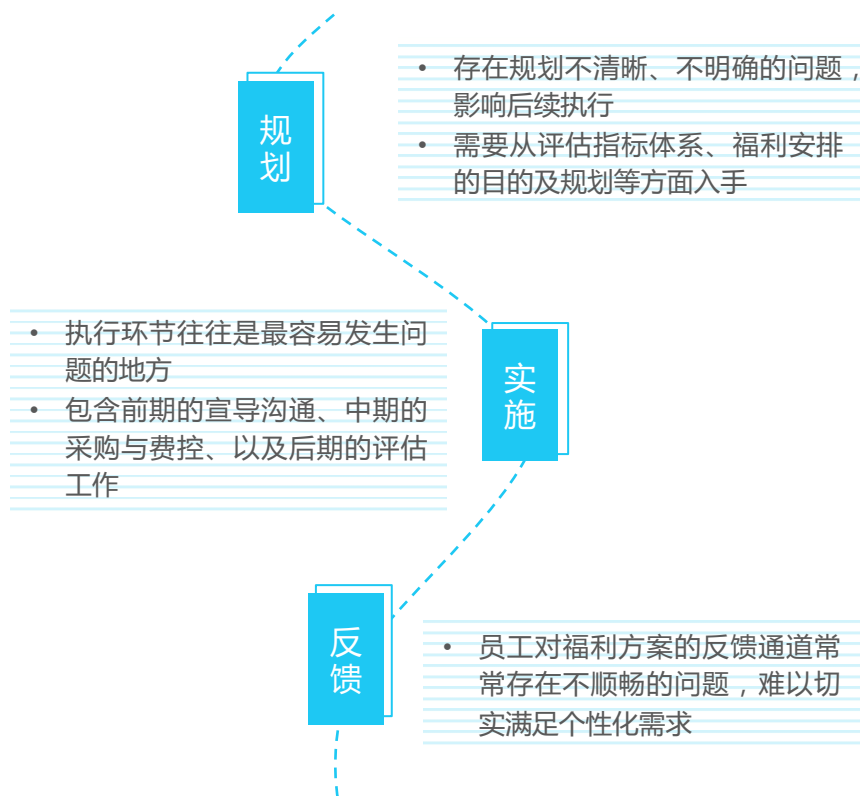 规划
• 存在规划不清晰、不明确的问题，
影响后续执行
• 需要从评估指标体系、福利安排
的目的及规划等方面入手
• 执行环节往往是最容易发生问
题的地方
• 包含前期的宣导沟通、中期的
采购与费控、以及后期的评估
工作
实施
反馈
• 员工对福利方案的反馈通道常
常存在不顺畅的问题，难以切
实满足个性化需求